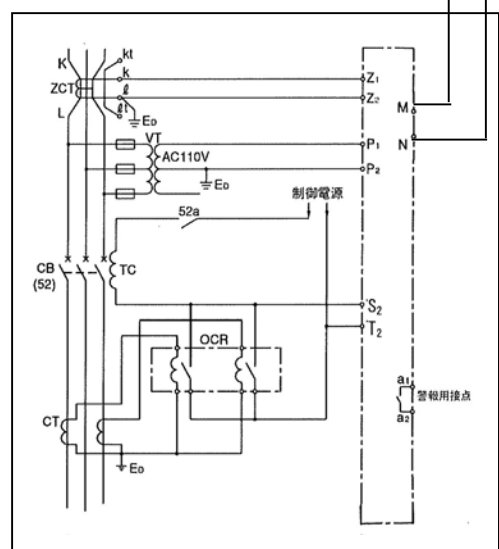 kt
K
k
Z₁
ZCT
ℓ
Z₂
M
L
ℓt
E_D
VT
P₁
N
AC110V
P₂
E_D
制御電源
52a
CB
(52)
TC
S₂
T₂
OCR
a₁
警報用接点
a₂
CT
E_D